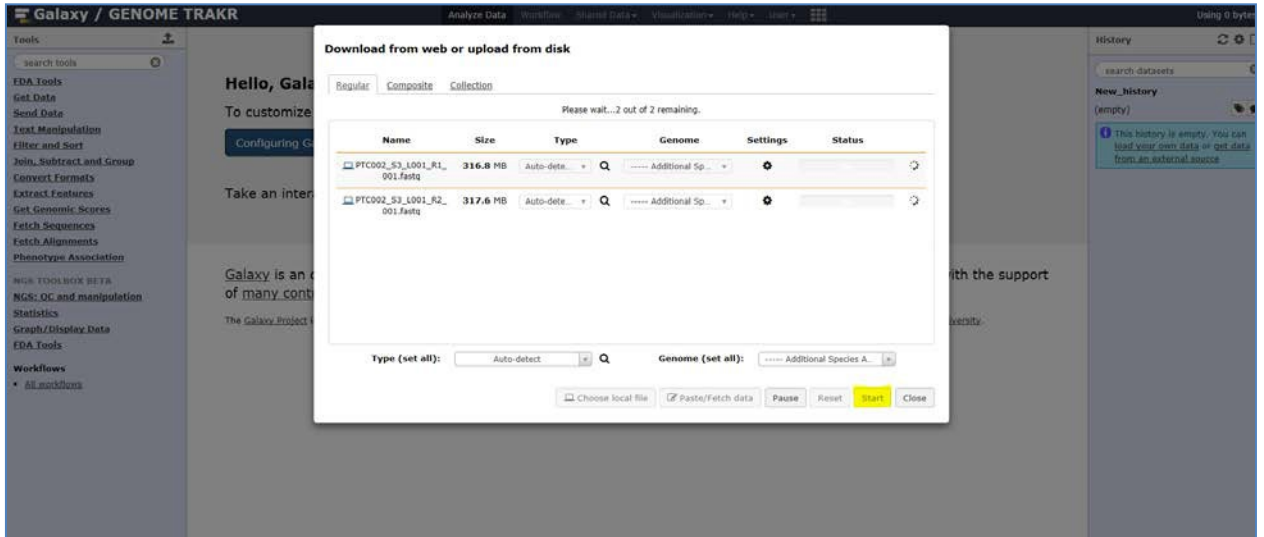 Galaxy / GENOME TRAKR
Analyze Data Workflow Shared Data Visualization Help User
Using 0 bytes
Tools
search tools
FDA Tools
Get Data
Send Data
Text Manipulation
Filter and Sort
Join, Subtract and Group
Convert Formats
Extract Features
Get Genomic Scores
Fetch Sequences
Fetch Alignments
Phenotype Association
NGS TOOLBOX BETA
NGS: QC and manipulation
Statistics
Graph/Display Data
FDA Tools
Workflows
All workflows
Hello, Gala
To customize
Configuring Ga
Take an inter
Galaxy is an
of many cont
The Galaxy Project i
ith the support
iversity.
Download from web or upload from disk
Regular Composite Collection
Please wait...2 out of 2 remaining.
Name Size Type Genome Settings Status
PTC002_S3_L001_R1_ 316.8 MB Auto-dete... ----- Additional Sp...
001.fastq
PTC002_S3_L001_R2_ 317.6 MB Auto-dete... ----- Additional Sp...
001.fastq
Type (set all): Auto-detect Genome (set all): ----- Additional Species A...
Choose local file Paste/Fetch data Pause Reset Start Close
History
search datasets
New_history
(empty)
This history is empty. You can
load your own data or get data
from an external source